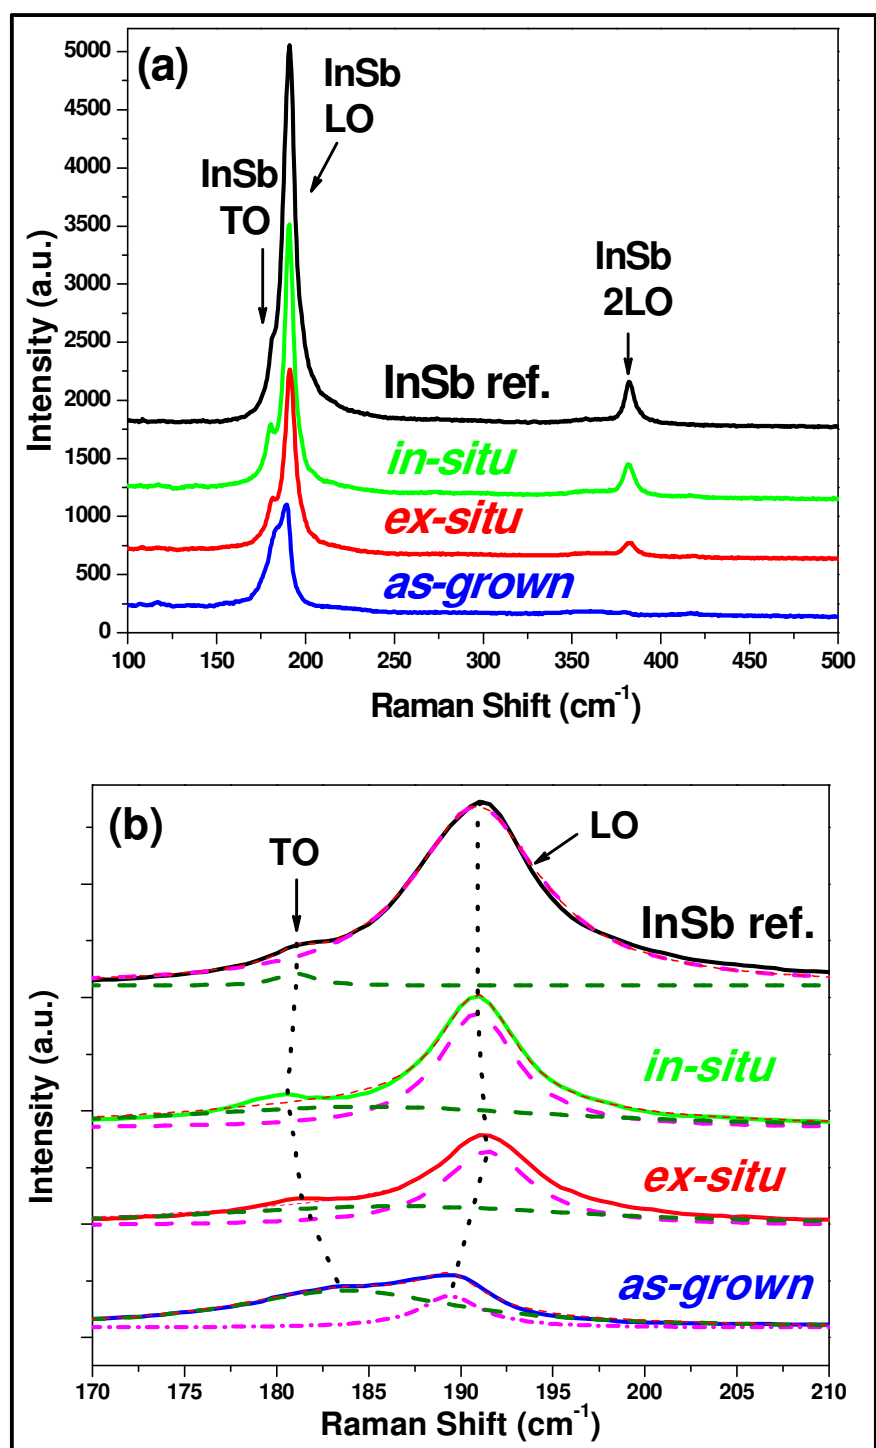 (a)
InSb
LO
InSb
TO
InSb
2LO
InSb ref.
in-situ
ex-situ
as-grown
Intensity (a.u.)
5000
4500
4000
3500
3000
2500
2000
1500
1000
500
0
100 150 200 250 300 350 400 450 500
Raman Shift (cm-1)
(b)
TO
LO
InSb ref.
in-situ
ex-situ
as-grown
Intensity (a.u.)
170 175 180 185 191 195 200 205 210
Raman Shift (cm-1)